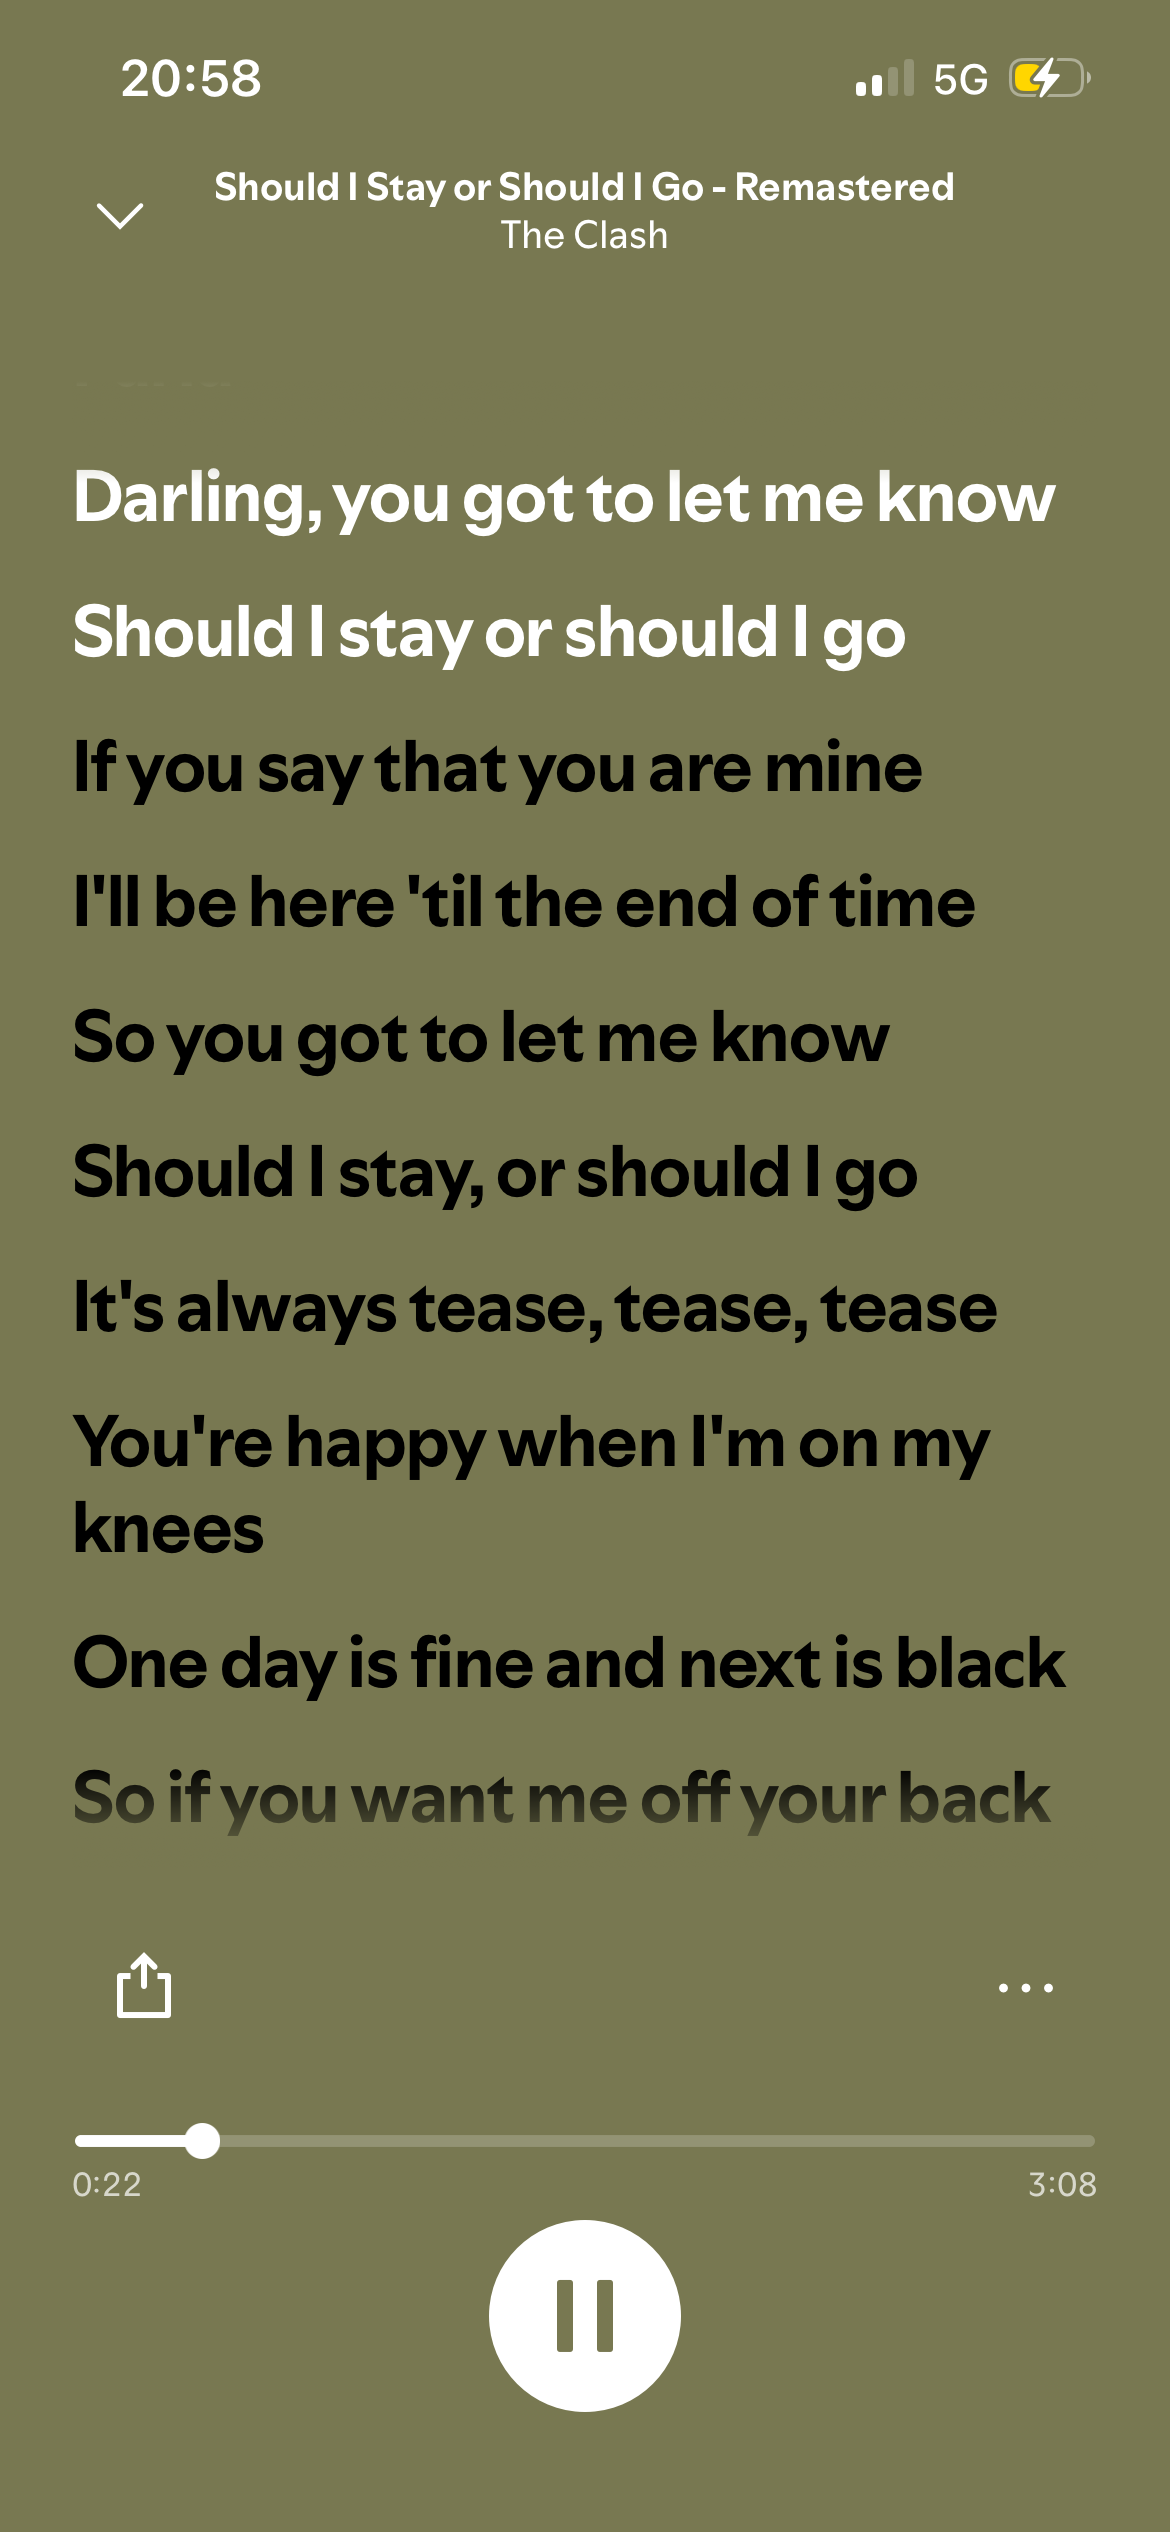 20:58
5G
Should I Stay or Should I Go - Remastered
The Clash
Darling, you got to let me know
Should I stay or should I go
If you say that you are mine
I'll be here 'til the end of time
So you got to let me know
Should I stay, or should I go
It's always tease, tease, tease
You're happy when I'm on my
knees
One day is fine and next is black
So if you want me off your back
0:22
3:08